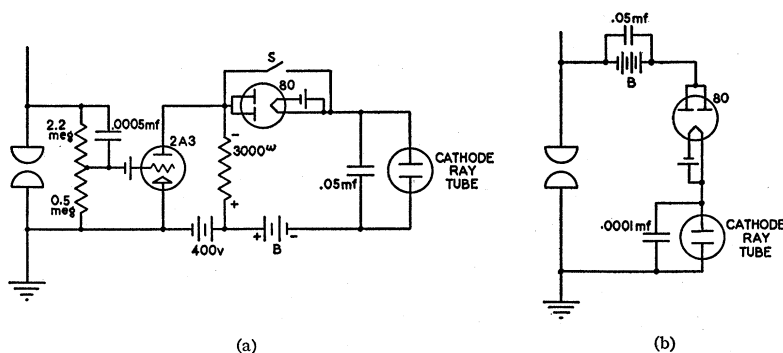 S
80
2.2
meg
.0005mf
2A3
-
3000ω
+
0.5
meg
.05mf
CATHODE
RAY
TUBE
400v
+ -
B
(a)
.05mf
B
80
.0001mf
CATHODE
RAY
TUBE
(b)